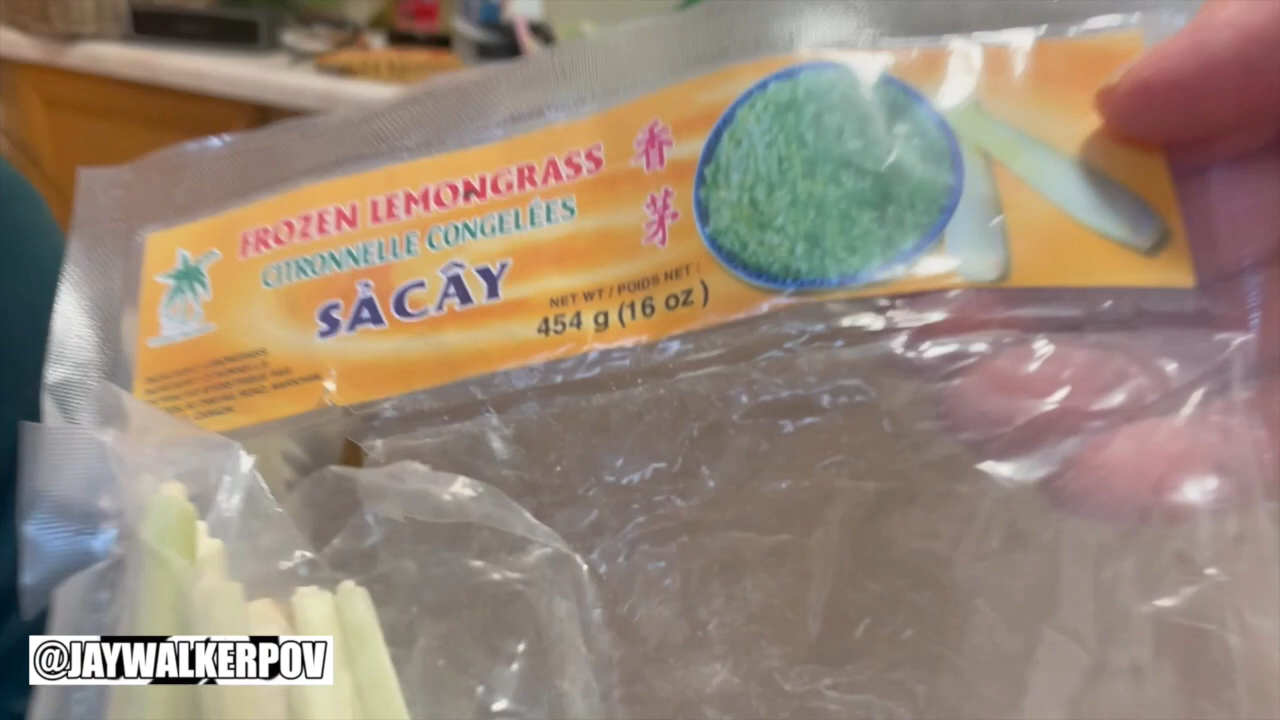 FROZEN LEMONGRASS
CITRONNELLE CONGELÉES
SẢ CÂY
香茅
NET WT / POIDS NET :
454 g (16 oz )
@JAYWALKERPOV